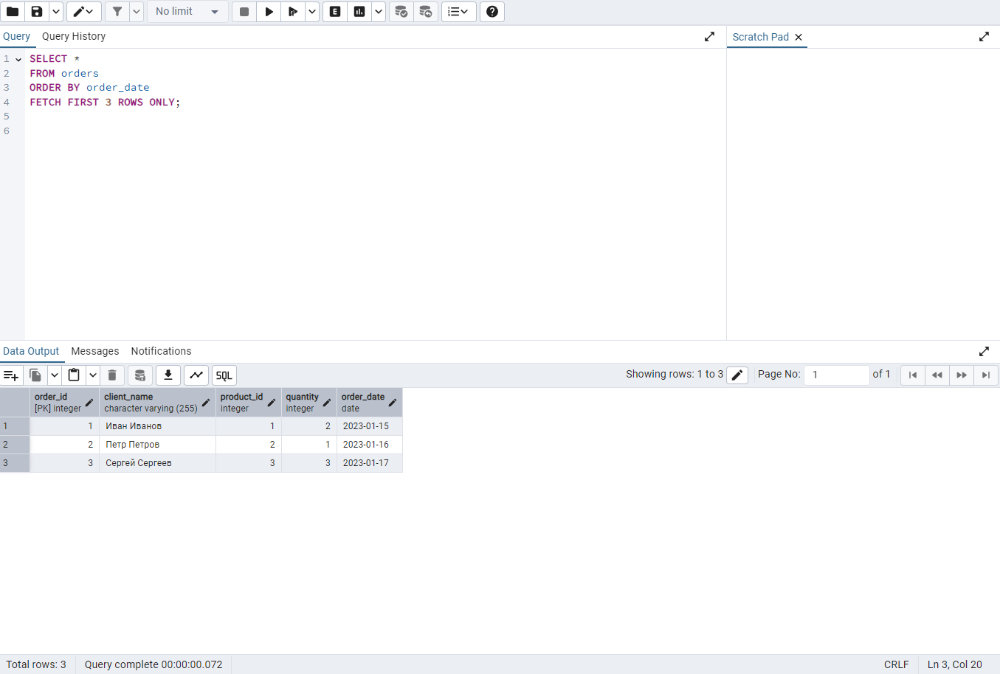 No limit
E
Query
Query History
Scratch Pad
1 SELECT *
2 FROM orders
3 ORDER BY order_date
4 FETCH FIRST 3 ROWS ONLY;
5
6
Data Output
Messages
Notifications
SQL
Showing rows: 1 to 3
Page No: 1 of 1
order_id client_name product_id quantity order_date
[PK] integer character varying (255) integer integer date
1 1 Иван Иванов 1 2 2023-01-15
2 2 Петр Петров 2 1 2023-01-16
3 3 Сергей Сергеев 3 3 2023-01-17
Total rows: 3
Query complete 00:00:00.072
CRLF
Ln 3, Col 20